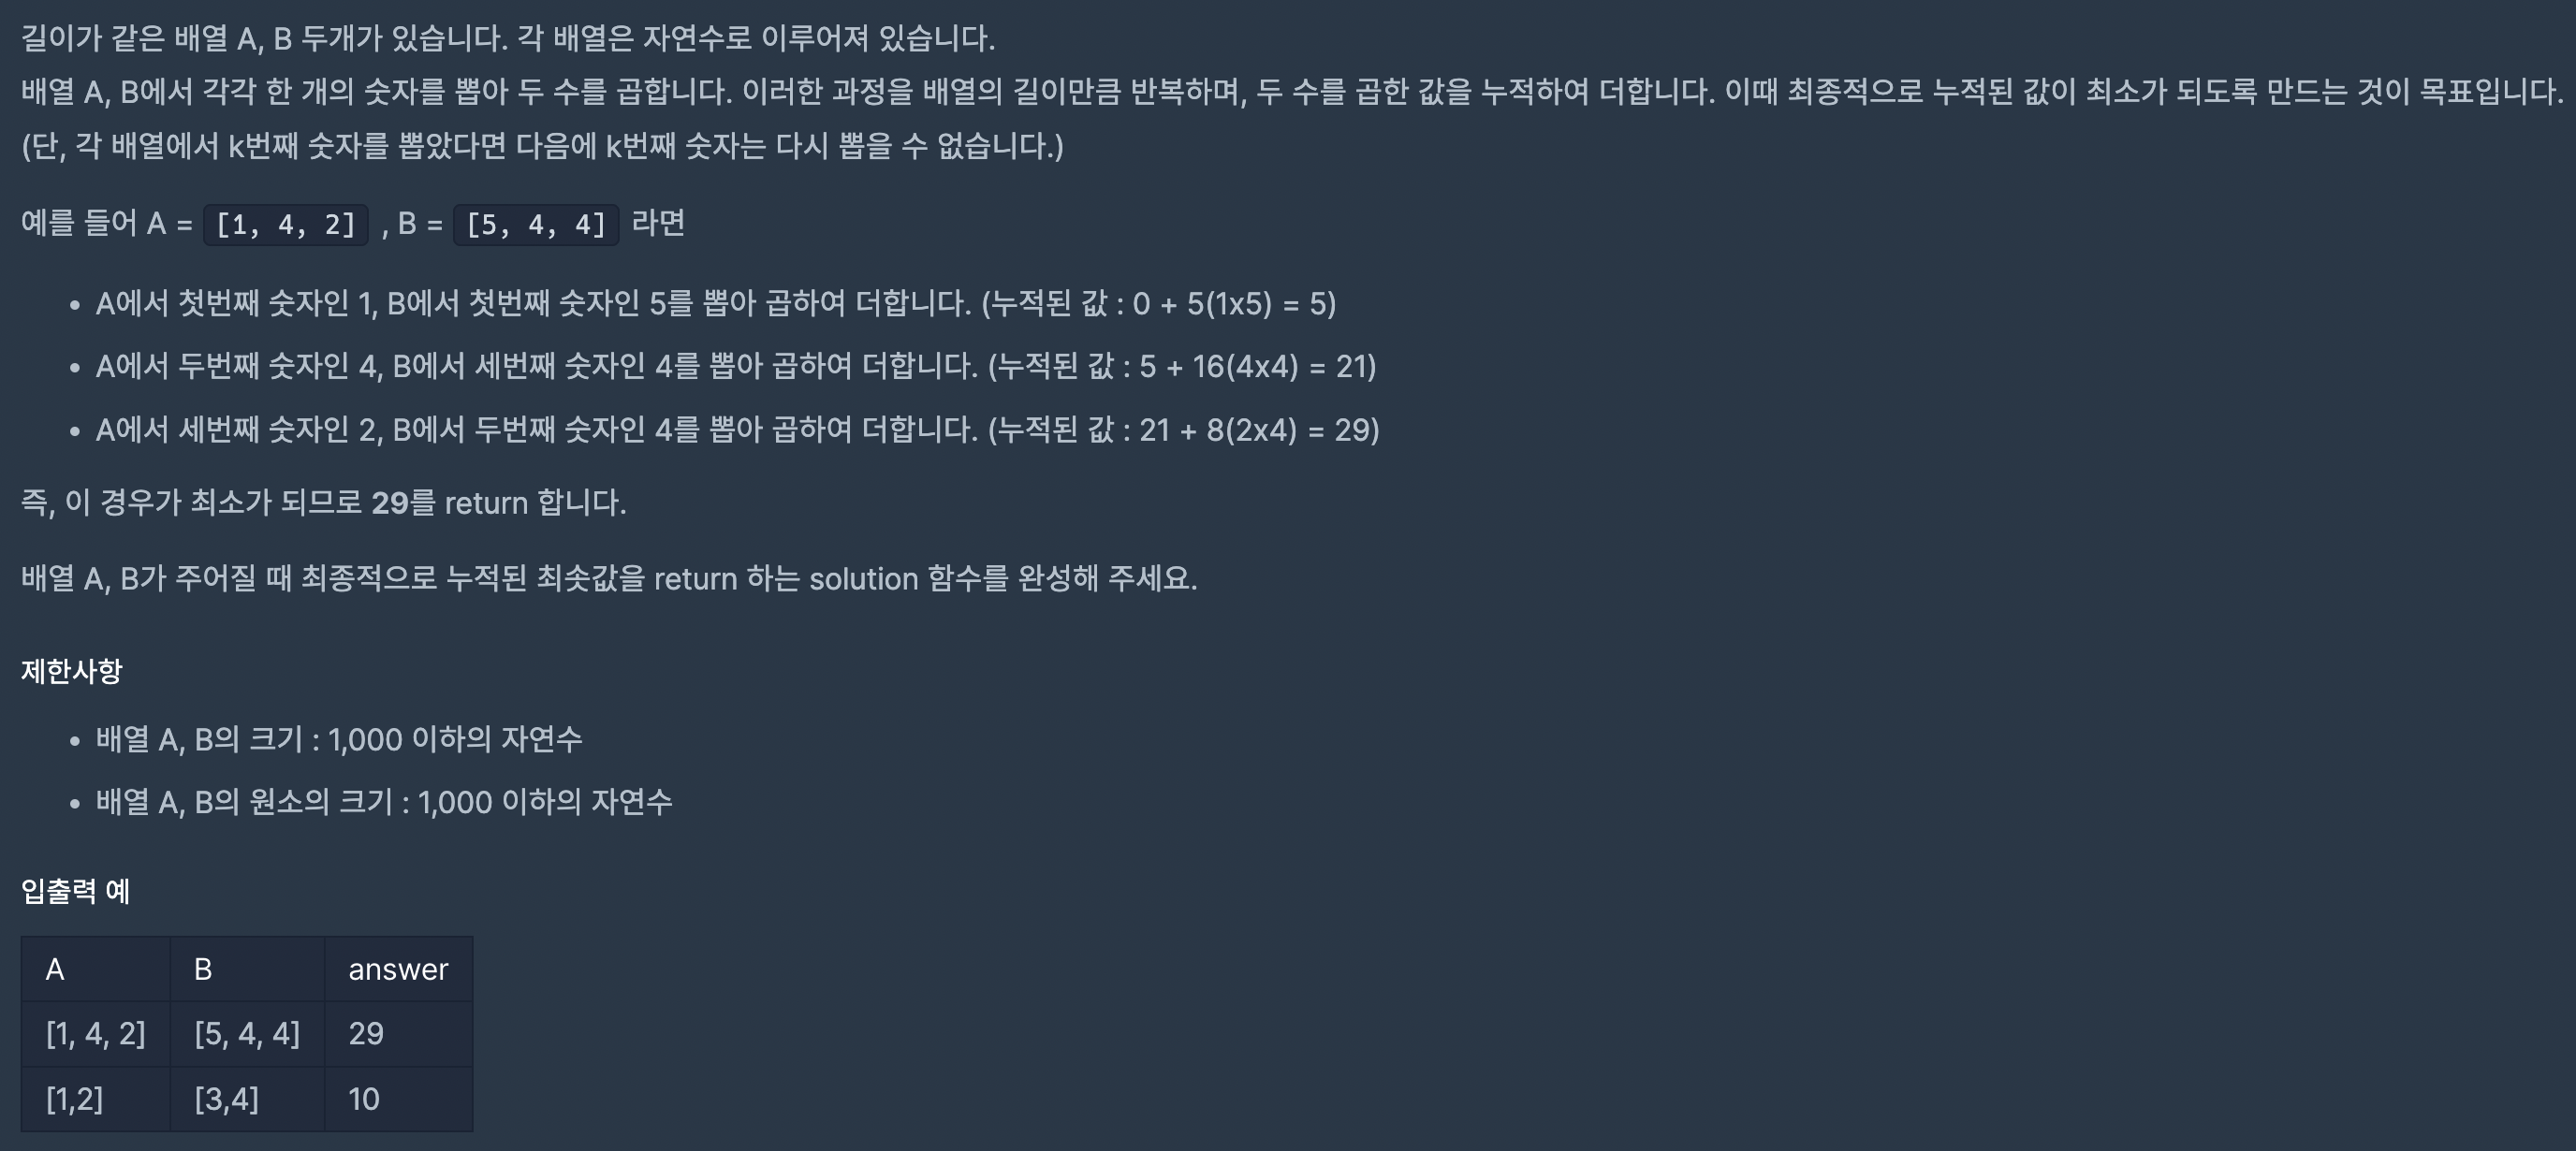 길이가 같은 배열 A, B 두개가 있습니다. 각 배열은 자연수로 이루어져 있습니다.
배열 A, B에서 각각 한 개의 숫자를 뽑아 두 수를 곱합니다. 이러한 과정을 배열의 길이만큼 반복하며, 두 수를 곱한 값을 누적하여 더합니다. 이때 최종적으로 누적된 값이 최소가 되도록 만드는 것이 목표입니다.
(단, 각 배열에서 k번째 숫자를 뽑았다면 다음에 k번째 숫자는 다시 뽑을 수 없습니다.)
예를 들어 A = [1, 4, 2] , B = [5, 4, 4] 라면
• A에서 첫번째 숫자인 1, B에서 첫번째 숫자인 5를 뽑아 곱하여 더합니다. (누적된 값 : 0 + 5(1x5) = 5)
• A에서 두번째 숫자인 4, B에서 세번째 숫자인 4를 뽑아 곱하여 더합니다. (누적된 값 : 5 + 16(4x4) = 21)
• A에서 세번째 숫자인 2, B에서 두번째 숫자인 4를 뽑아 곱하여 더합니다. (누적된 값 : 21 + 8(2x4) = 29)
즉, 이 경우가 최소가 되므로 29를 return 합니다.
배열 A, B가 주어질 때 최종적으로 누적된 최솟값을 return 하는 solution 함수를 완성해 주세요.
제한사항
• 배열 A, B의 크기 : 1,000 이하의 자연수
• 배열 A, B의 원소의 크기 : 1,000 이하의 자연수
입출력 예
A B answer
[1, 4, 2] [5, 4, 4] 29
[1,2] [3,4] 10